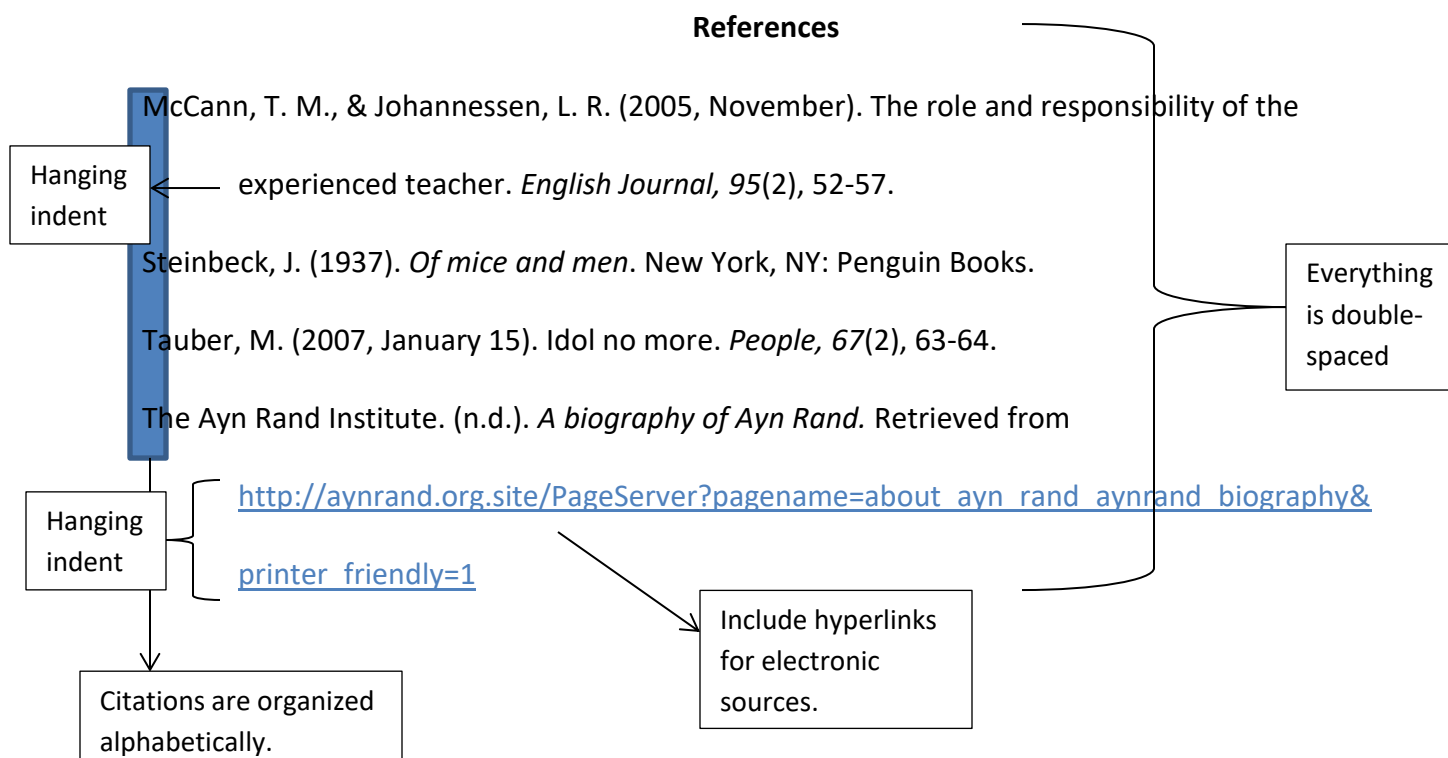 References
McCann, T. M., & Johannessen, L. R. (2005, November). The role and responsibility of the
experienced teacher. English Journal, 95(2), 52-57.
Steinbeck, J. (1937). Of mice and men. New York, NY: Penguin Books.
Tauber, M. (2007, January 15). Idol no more. People, 67(2), 63-64.
The Ayn Rand Institute. (n.d.). A biography of Ayn Rand. Retrieved from
http://aynrand.org.site/PageServer?pagename=about_ayn_rand_aynrand_biography&
printer_friendly=1
Hanging
indent
Everything
is double-
spaced
Hanging
indent
Include hyperlinks
for electronic
sources.
Citations are organized
alphabetically.